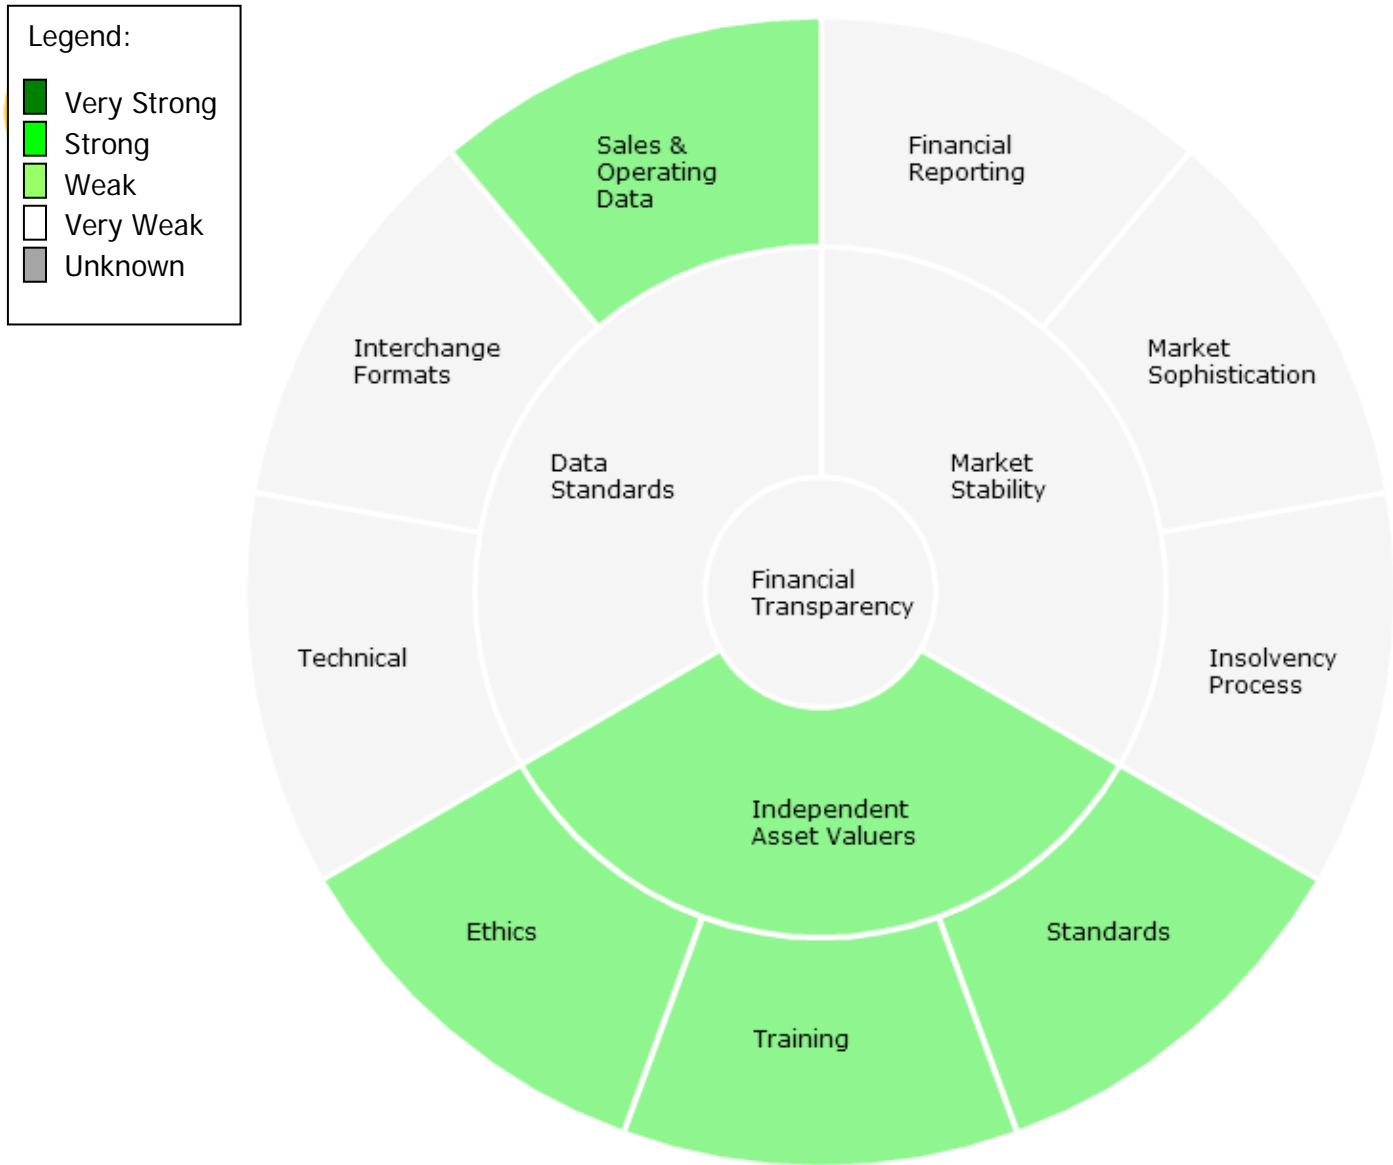 Legend:
Very Strong
Strong
Weak
Very Weak
Unknown
Sales &
Operating
Data
Financial
Reporting
Interchange
Formats
Market
Sophistication
Data
Standards
Market
Stability
Financial
Transparency
Technical
Insolvency
Process
Independent
Asset Valuers
Ethics
Standards
Training